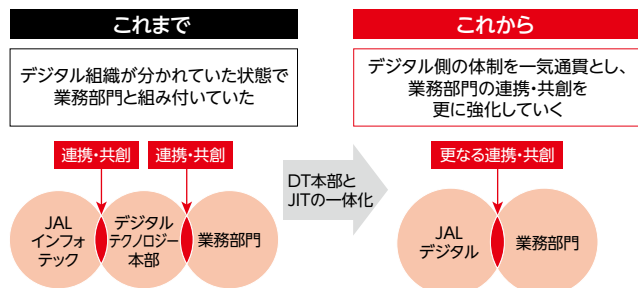 これまで
デジタル組織が分かれていた状態で
業務部門と組み付いていた
連携・共創
連携・共創
JAL
インフォ
テック
デジタル
テクノロジー
本部
業務部門
DT本部と
JITの一体化
これから
デジタル側の体制を一気通貫とし、
業務部門の連携・共創を
更に強化していく
更なる連携・共創
JAL
デジタル
業務部門